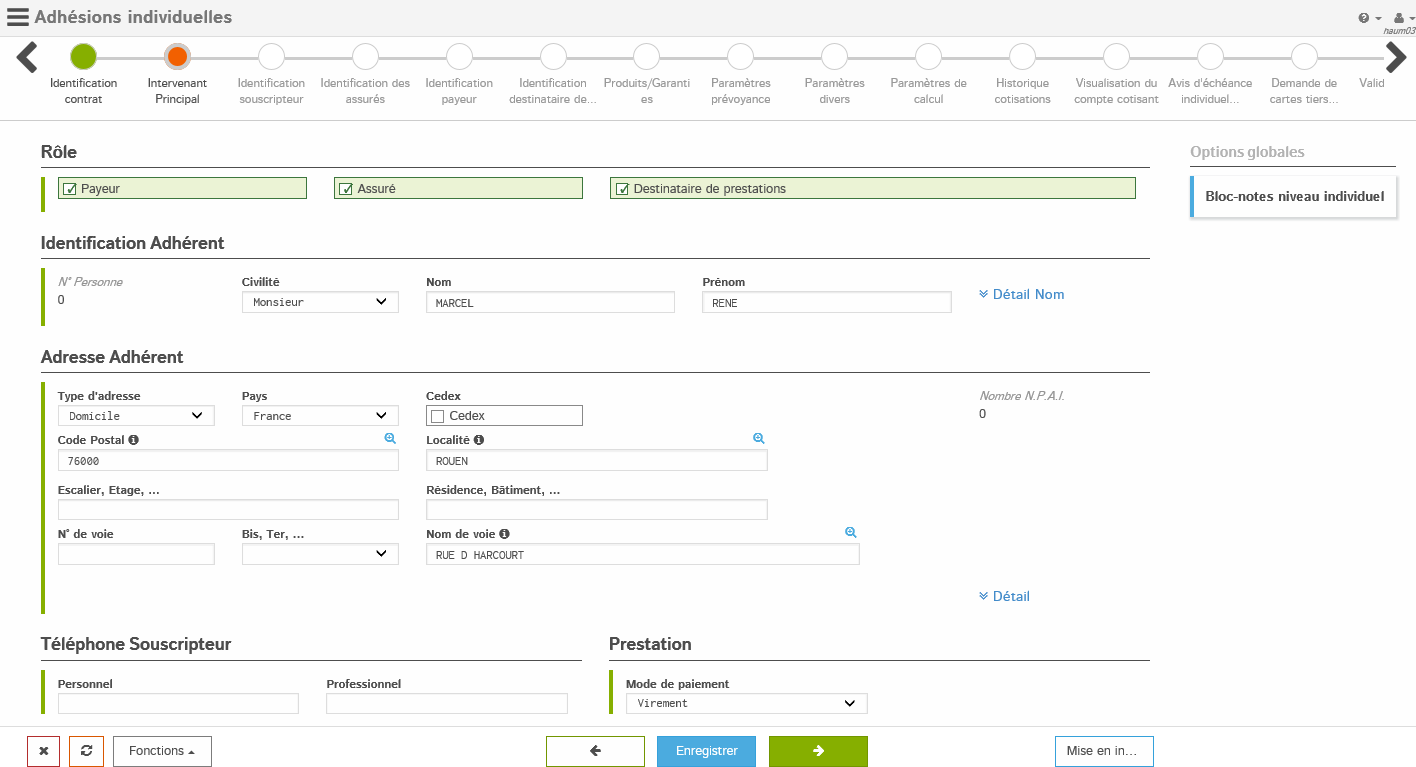 Adhésions individuelles
haum03
Identification contrat
Intervenant Principal
Identification souscripteur
Identification des assurés
Identification payeur
Identification destinataire de...
Produits/Garanties
Paramètres prévoyance
Paramètres divers
Paramètres de calcul
Historique cotisations
Visualisation du compte cotisant
Avis d'échéance individuel...
Demande de cartes tiers...
Valid
Rôle
Options globales
Payeur
Assuré
Destinataire de prestations
Bloc-notes niveau individuel
Identification Adhérent
N° Personne
Civilité
Nom
Prénom
0
Monsieur
MARCEL
RENE
Détail Nom
Adresse Adhérent
Type d'adresse
Pays
Cedex
Nombre N.P.A.I.
Domicile
France
Cedex
0
Code Postal
Localité
76000
ROUEN
Escalier, Etage, ...
Résidence, Bâtiment, ...
N° de voie
Bis, Ter, ...
Nom de voie
RUE D HARCOURT
Détail
Téléphone Souscripteur
Prestation
Personnel
Professionnel
Mode de paiement
Virement
Fonctions
Enregistrer
Mise en in...